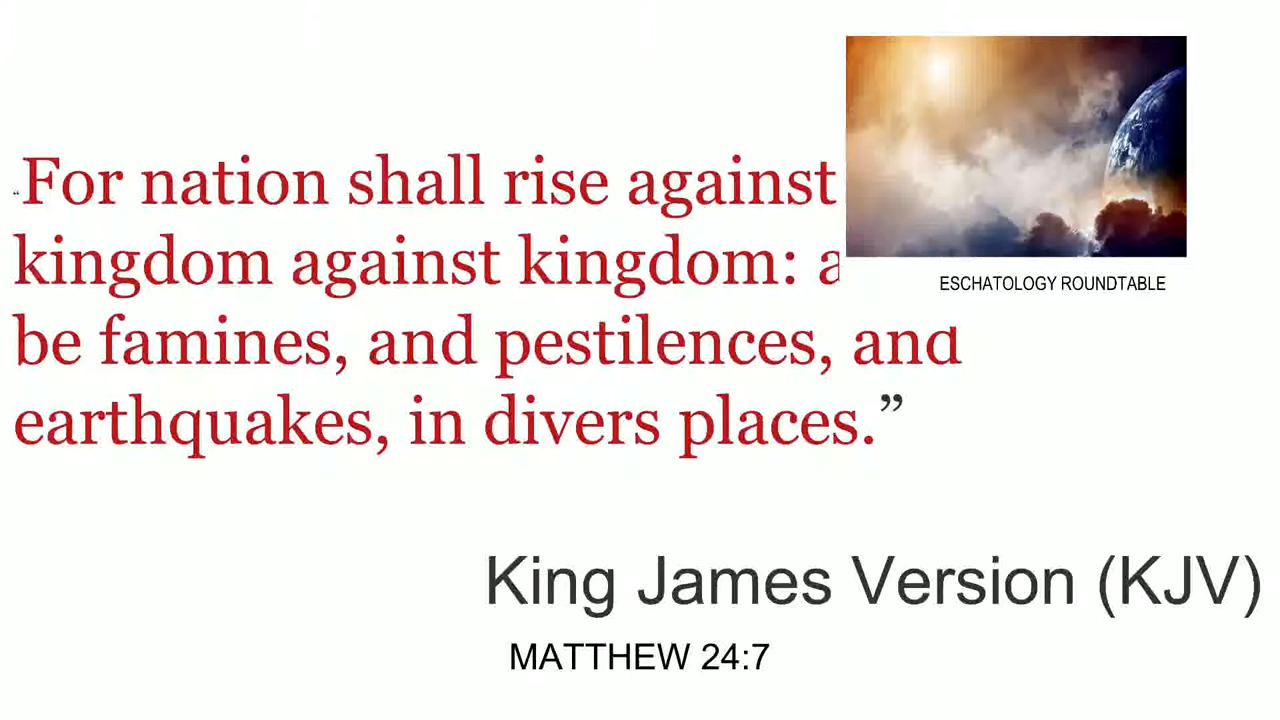 “For nation shall rise against
kingdom against kingdom: a
be famines, and pestilences, and
earthquakes, in divers places.”
ESCHATOLOGY ROUNDTABLE
King James Version (KJV)
MATTHEW 24:7